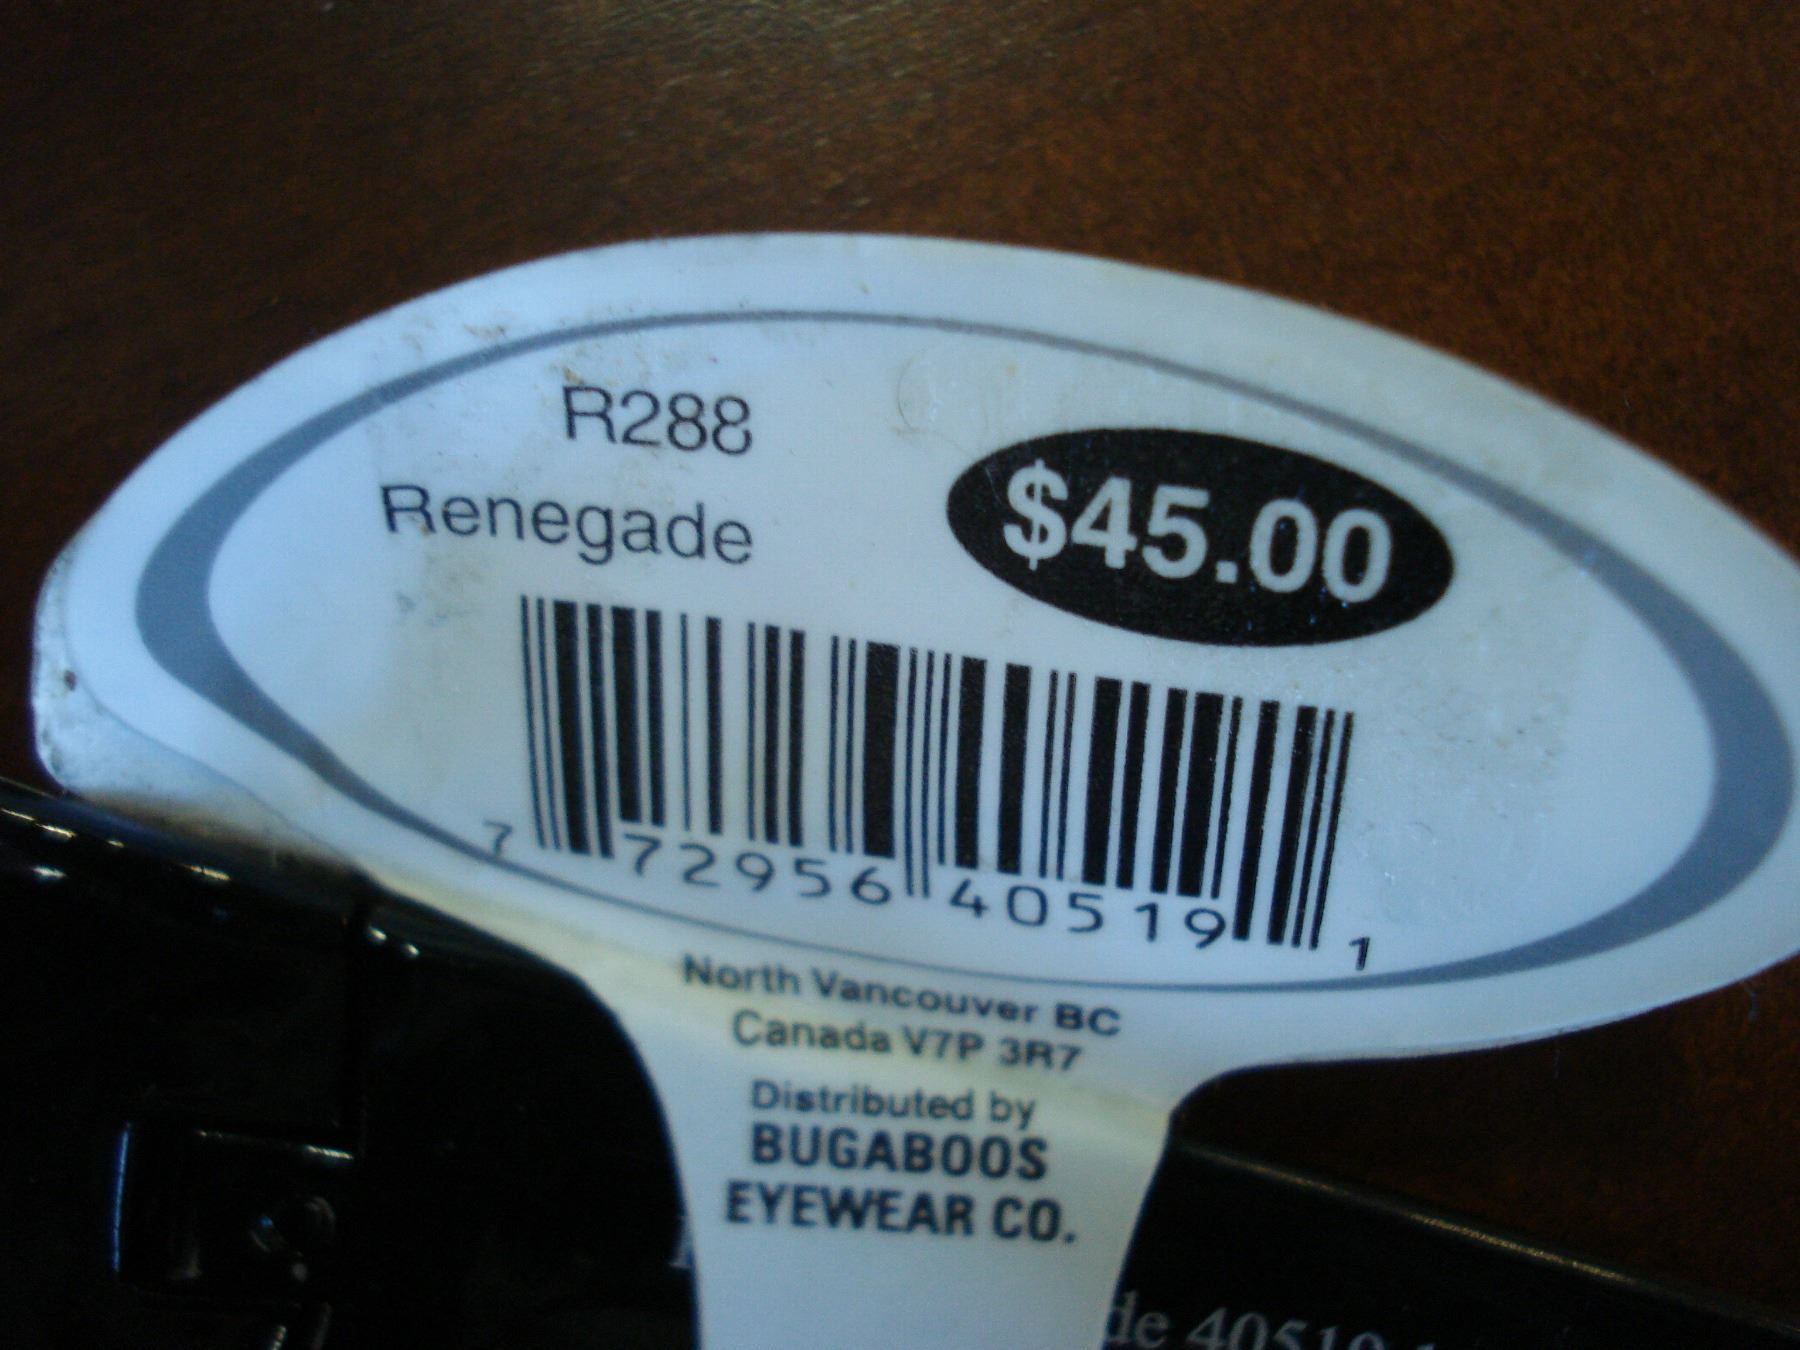 R288
Renegade
$45.00
7 72956 40519 1
North Vancouver BC
Canada V7P 3R7
Distributed by
BUGABOOS
EYEWEAR CO.